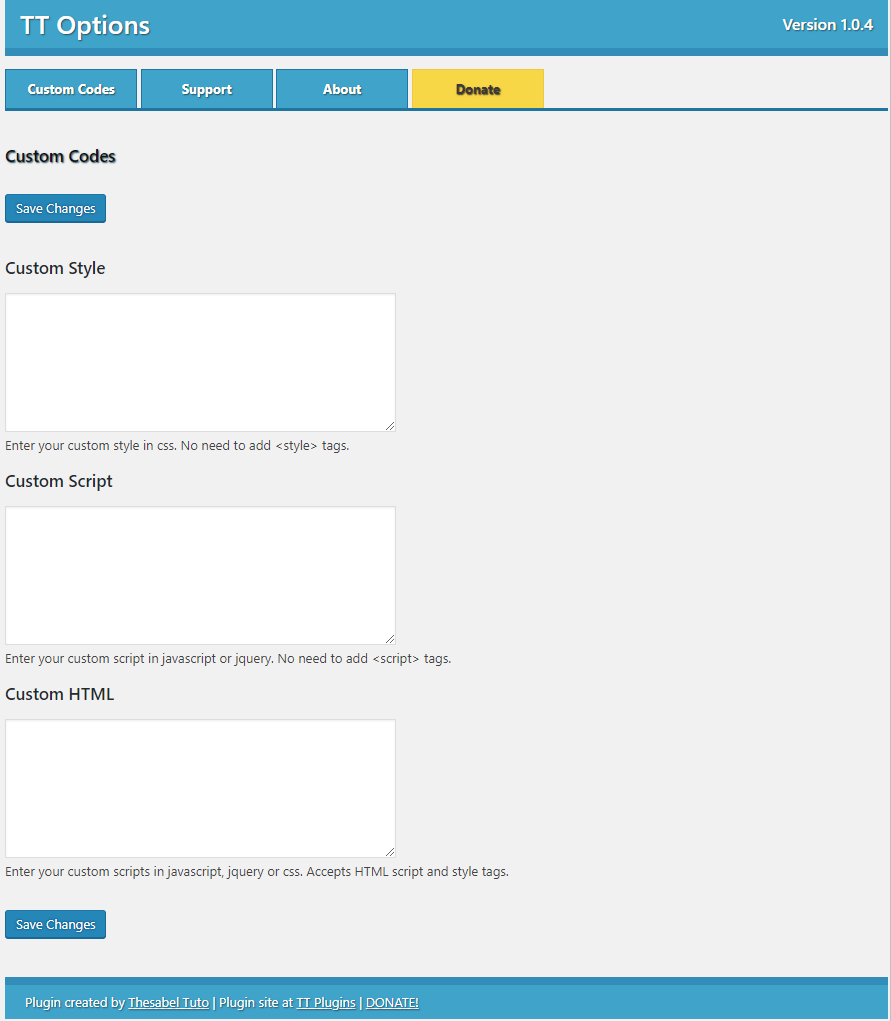 TT Options
Version 1.0.4
Custom Codes
Support
About
Donate
Custom Codes
Save Changes
Custom Style
Enter your custom style in css. No need to add <style> tags.
Custom Script
Enter your custom script in javascript or jquery. No need to add <script> tags.
Custom HTML
Enter your custom scripts in javascript, jquery or css. Accepts HTML script and style tags.
Save Changes
Plugin created by Thesabel Tuto | Plugin site at TT Plugins | DONATE!